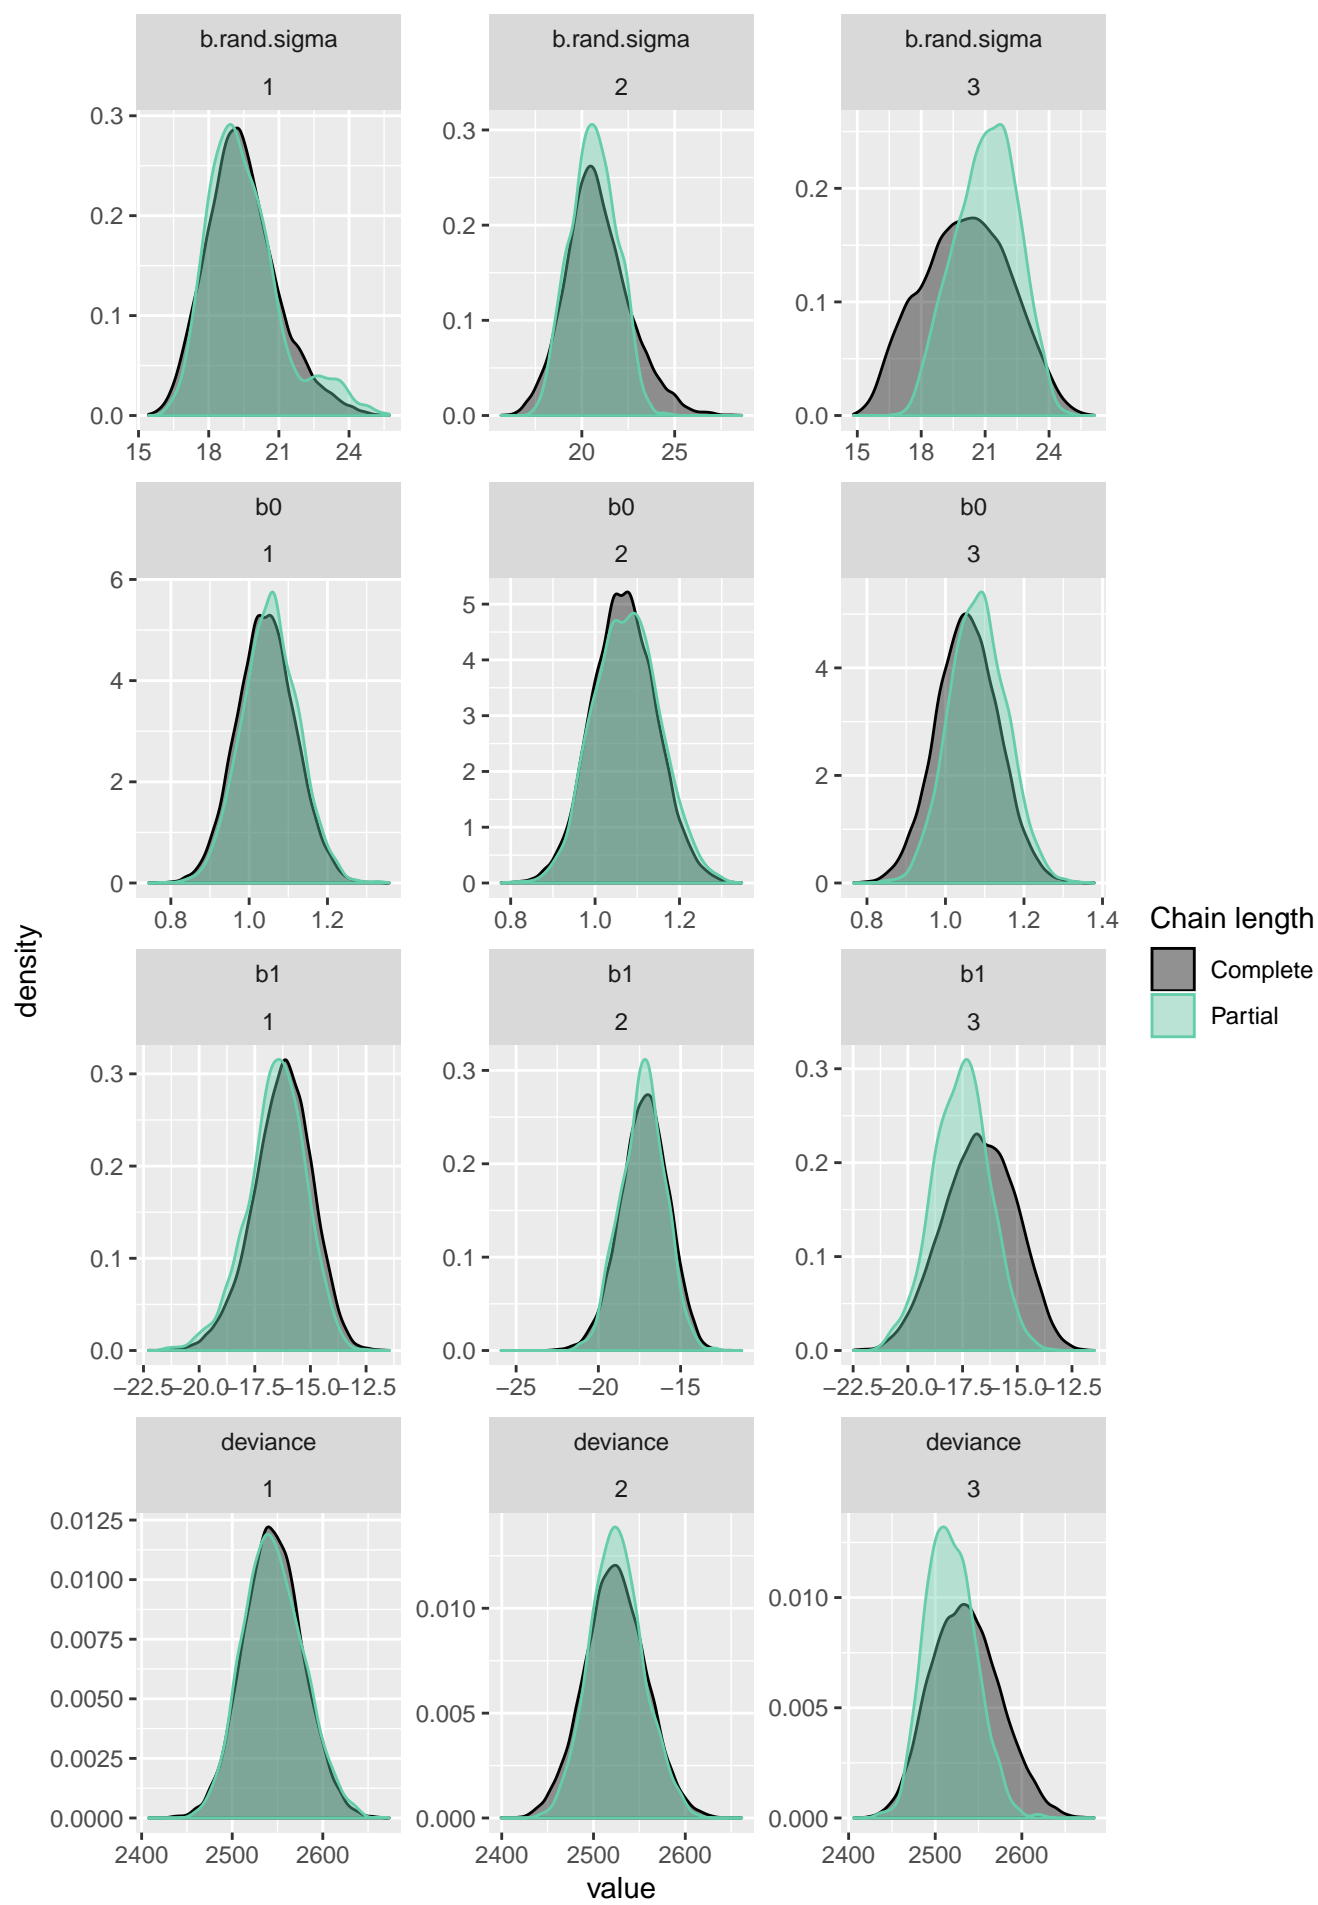 b.rand.sigma b.rand.sigma b.rand.sigma
1 2 3
0.3 0.3
0.2
0.2 0.2
0.1 0.1 0.1
0.0 0.0 0.0
15 18 21 24 20 25 15 18 21 24
b0 b0 b0
1 2 3
6 5
4 4 4
3
2 2 2
1
0 0 0
0.8 1.0 1.2 0.8 1.0 1.2 0.8 1.0 1.2 1.4
Chain length
Complete
Partial
density
b1 b1 b1
1 2 3
0.3 0.3 0.3
0.2 0.2 0.2
0.1 0.1 0.1
0.0 0.0 0.0
−22.5 −20.0 −17.5 −15.0 −12.5 −25 −20 −15 −22.5 −20.0 −17.5 −15.0 −12.5
deviance deviance deviance
1 2 3
0.0125
0.0100 0.010 0.010
0.0075
0.0050 0.005 0.005
0.0025
0.0000 0.000 0.000
2400 2500 2600 2400 2500 2600 2400 2500 2600
value